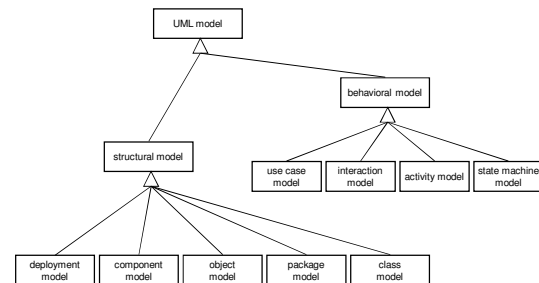 UML model
behavioral model
structural model
use case
model
interaction
model
activity model
state machine
model
deployment
model
component
model
object
model
package
model
class
model